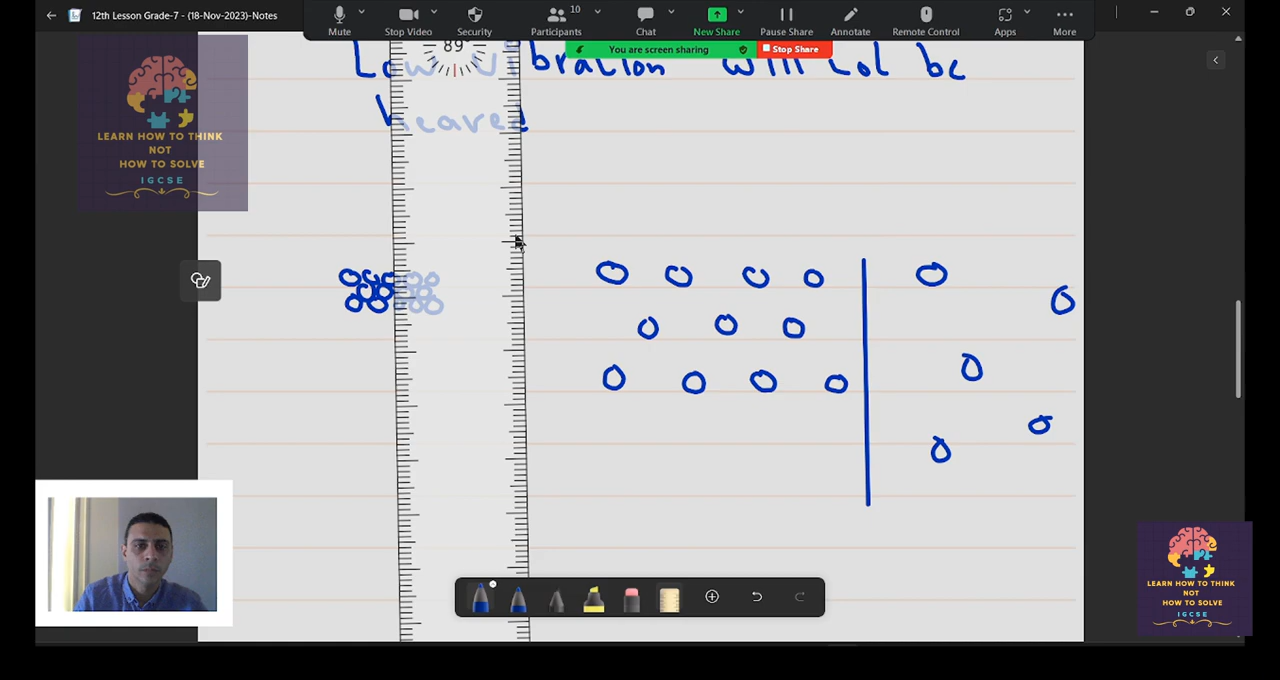 12th Lesson Grade-7 - (18-Nov-2023)-Notes
Mute
Stop Video
Security
10
Participants
Chat
New Share
Pause Share
Annotate
Remote Control
Apps
More
You are screen sharing
Stop Share
89°
Low Vibration will be
heared
LEARN HOW TO THINK
NOT
HOW TO SOLVE
IGCSE
LEARN HOW TO THINK
NOT
HOW TO SOLVE
IGCSE